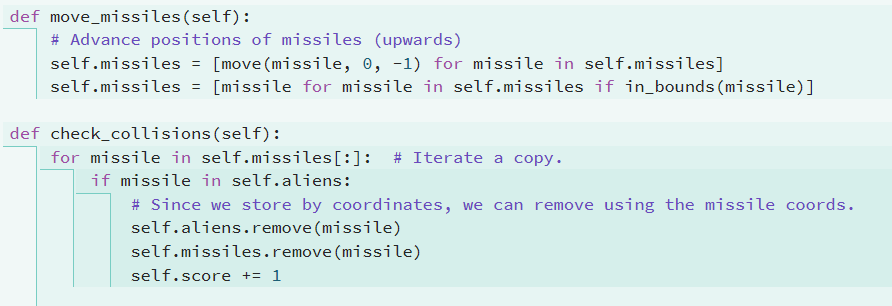 def move_missiles(self):
    # Advance positions of missiles (upwards)
    self.missiles = [move(missile, 0, -1) for missile in self.missiles]
    self.missiles = [missile for missile in self.missiles if in_bounds(missile)]

def check_collisions(self):
    for missile in self.missiles[:]:  # Iterate a copy.
        if missile in self.aliens:
            # Since we store by coordinates, we can remove using the missile coords.
            self.aliens.remove(missile)
            self.missiles.remove(missile)
            self.score += 1